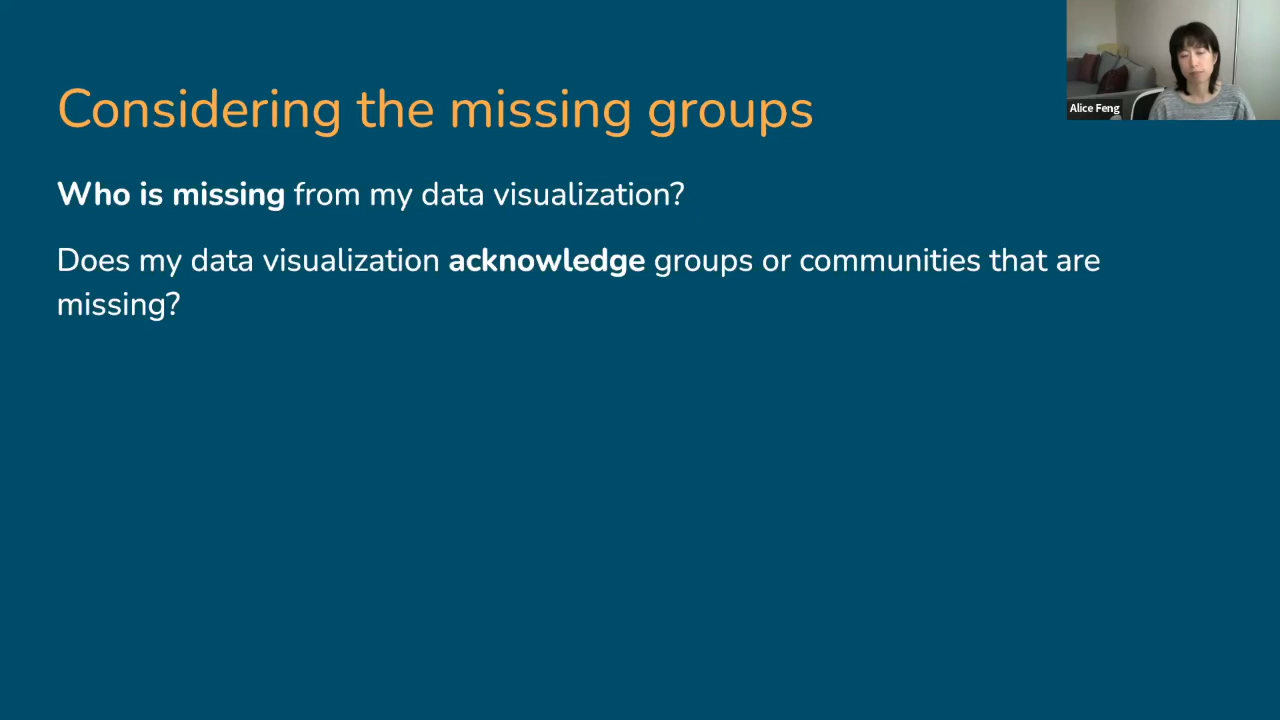 Considering the missing groups
Alice Feng
Who is missing from my data visualization?
Does my data visualization acknowledge groups or communities that are
missing?